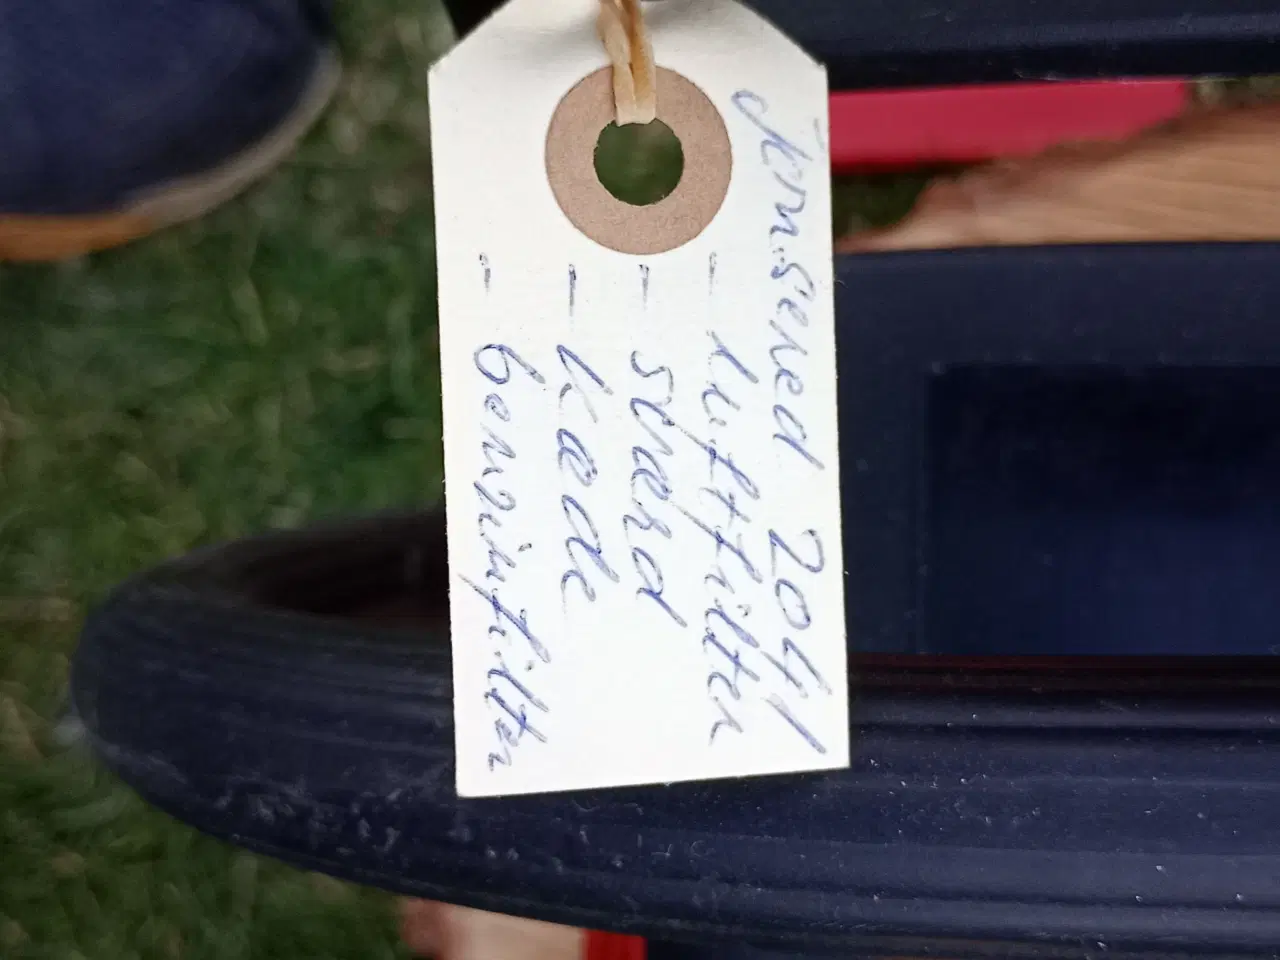 Jonsered 2041
- luftfilter
- sværd
- kæde
- benzinfilter